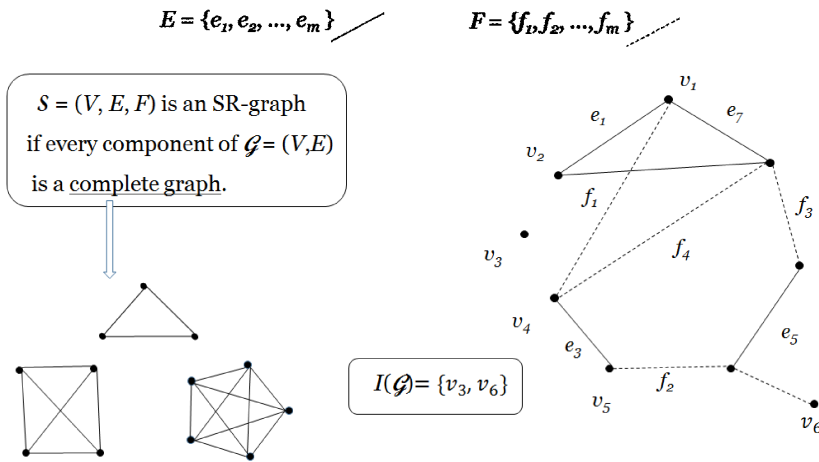 E = {e₁, e₂, ..., eₘ}
F = {f₁, f₂, ..., fₘ}
S = (V, E, F) is an SR-graph
if every component of 𝒢 = (V,E)
is a complete graph.
v₁
e₁
e₇
v₂
f₁
f₃
v₃
f₄
v₄
e₃
e₅
I(𝒢)= {v₃, v₆}
f₂
v₅
v₆